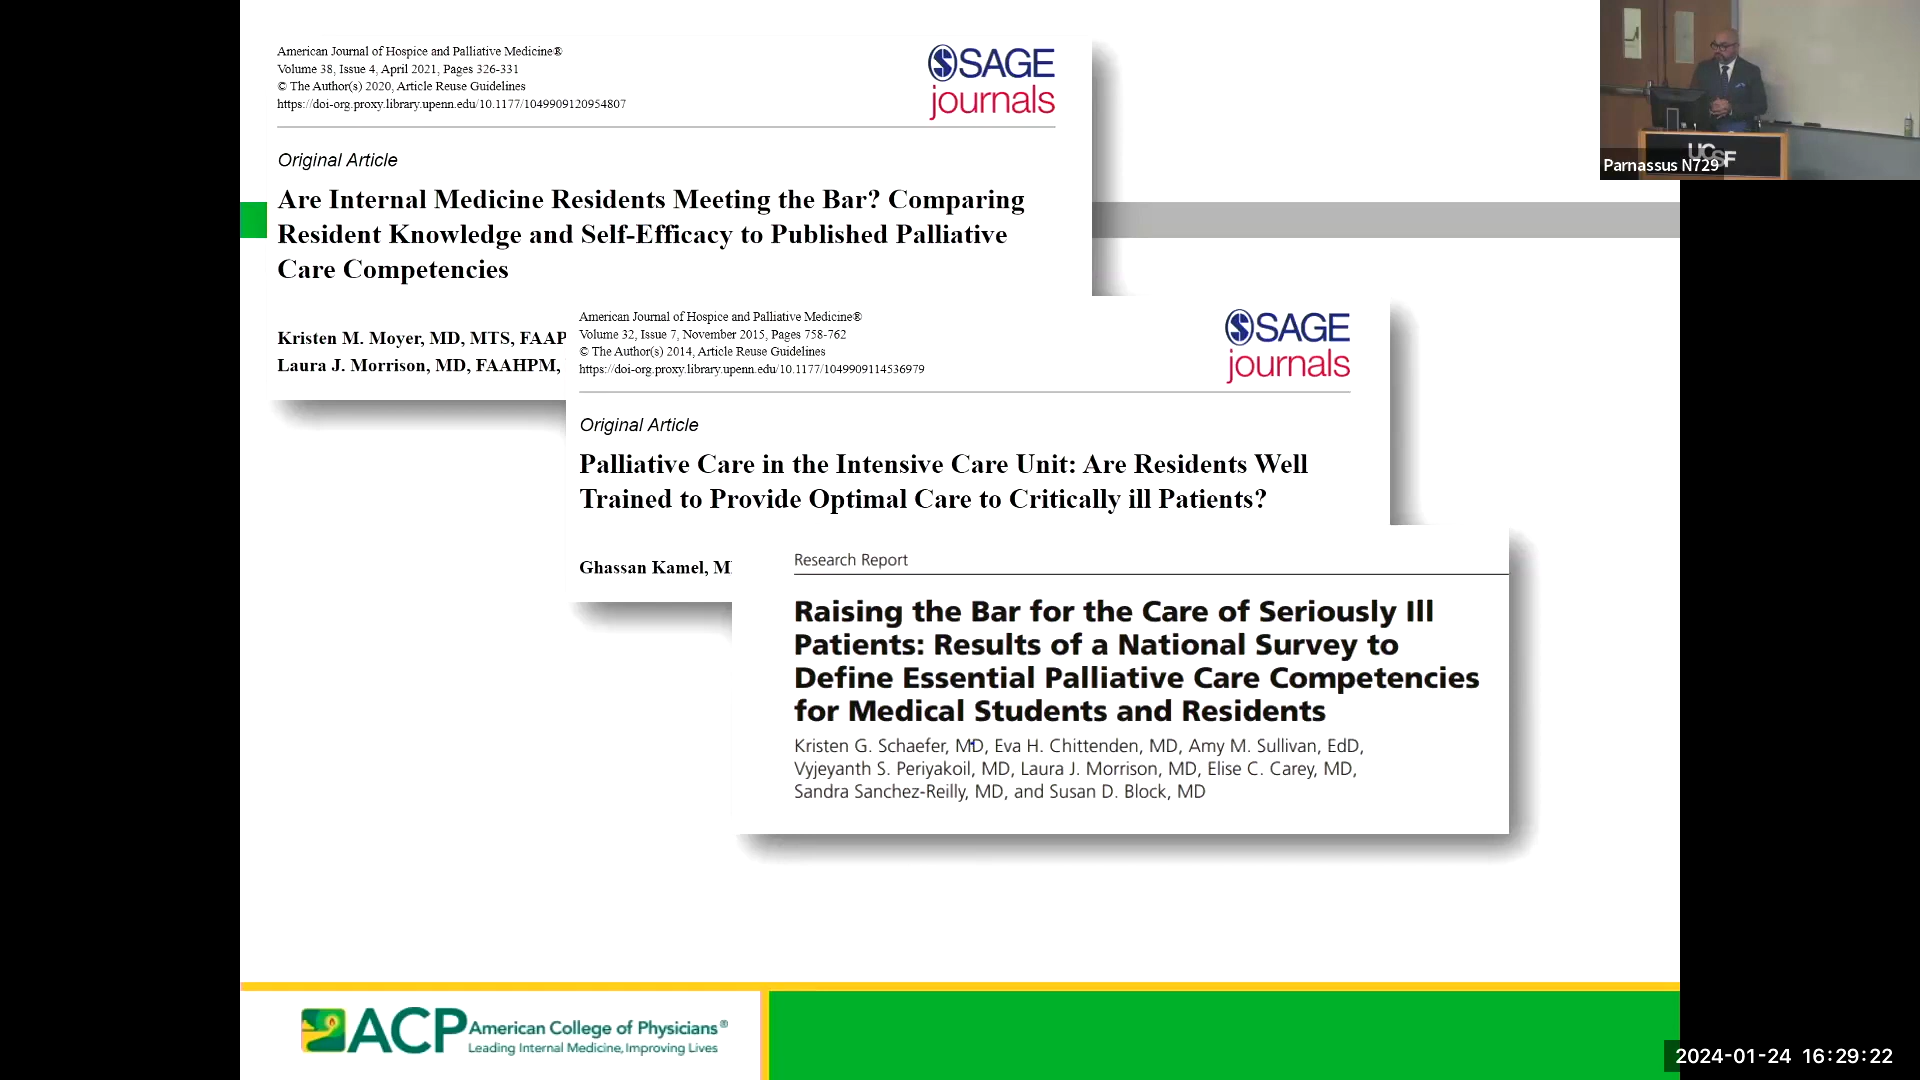 American Journal of Hospice and Palliative Medicine®
Volume 38, Issue 4, April 2021, Pages 326-331
© The Author(s) 2020, Article Reuse Guidelines
https://doi-org.proxy.library.upenn.edu/10.1177/1049909120954807
SAGE
journals
Original Article
Are Internal Medicine Residents Meeting the Bar? Comparing
Resident Knowledge and Self-Efficacy to Published Palliative
Care Competencies
Kristen M. Moyer, MD, MTS, FAAP
Laura J. Morrison, MD, FAAHPM,
American Journal of Hospice and Palliative Medicine®
Volume 32, Issue 7, November 2015, Pages 758-762
© The Author(s) 2014, Article Reuse Guidelines
https://doi-org.proxy.library.upenn.edu/10.1177/1049909114536979
SAGE
journals
Original Article
Palliative Care in the Intensive Care Unit: Are Residents Well
Trained to Provide Optimal Care to Critically ill Patients?
Ghassan Kamel,
Research Report
Raising the Bar for the Care of Seriously Ill
Patients: Results of a National Survey to
Define Essential Palliative Care Competencies
for Medical Students and Residents
Kristen G. Schaefer, MD, Eva H. Chittenden, MD, Amy M. Sullivan, EdD,
Vyjeyanth S. Periyakoil, MD, Laura J. Morrison, MD, Elise C. Carey, MD,
Sandra Sanchez-Reilly, MD, and Susan D. Block, MD
ACP American College of Physicians®
Leading Internal Medicine, Improving Lives
UCSF
Parnassus N729
2024-01-24 16:29:22